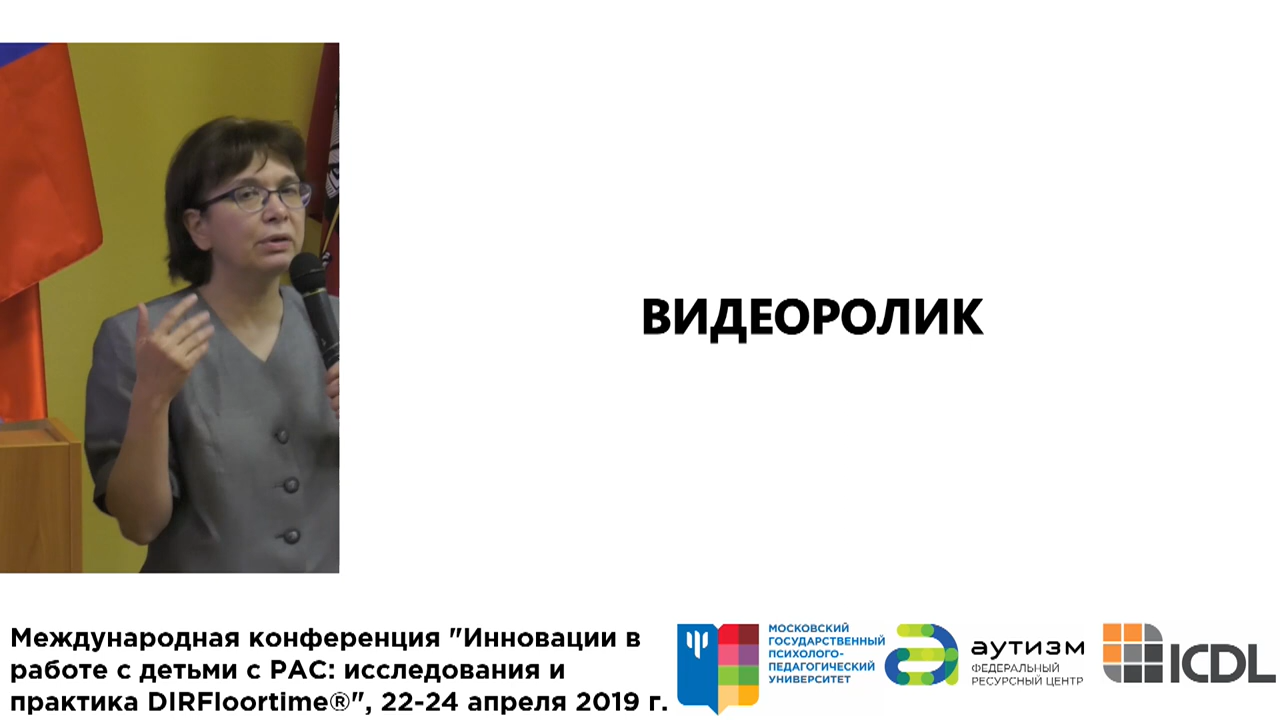 ВИДЕОРОЛИК
Международная конференция "Инновации в
работе с детьми с РАС: исследования и
практика DIRFloortime®", 22-24 апреля 2019 г.
МОСКОВСКИЙ
ГОСУДАРСТВЕННЫЙ
ПСИХОЛОГО-
ПЕДАГОГИЧЕСКИЙ
УНИВЕРСИТЕТ
аутизм
ФЕДЕРАЛЬНЫЙ
РЕСУРСНЫЙ ЦЕНТР
ICDL